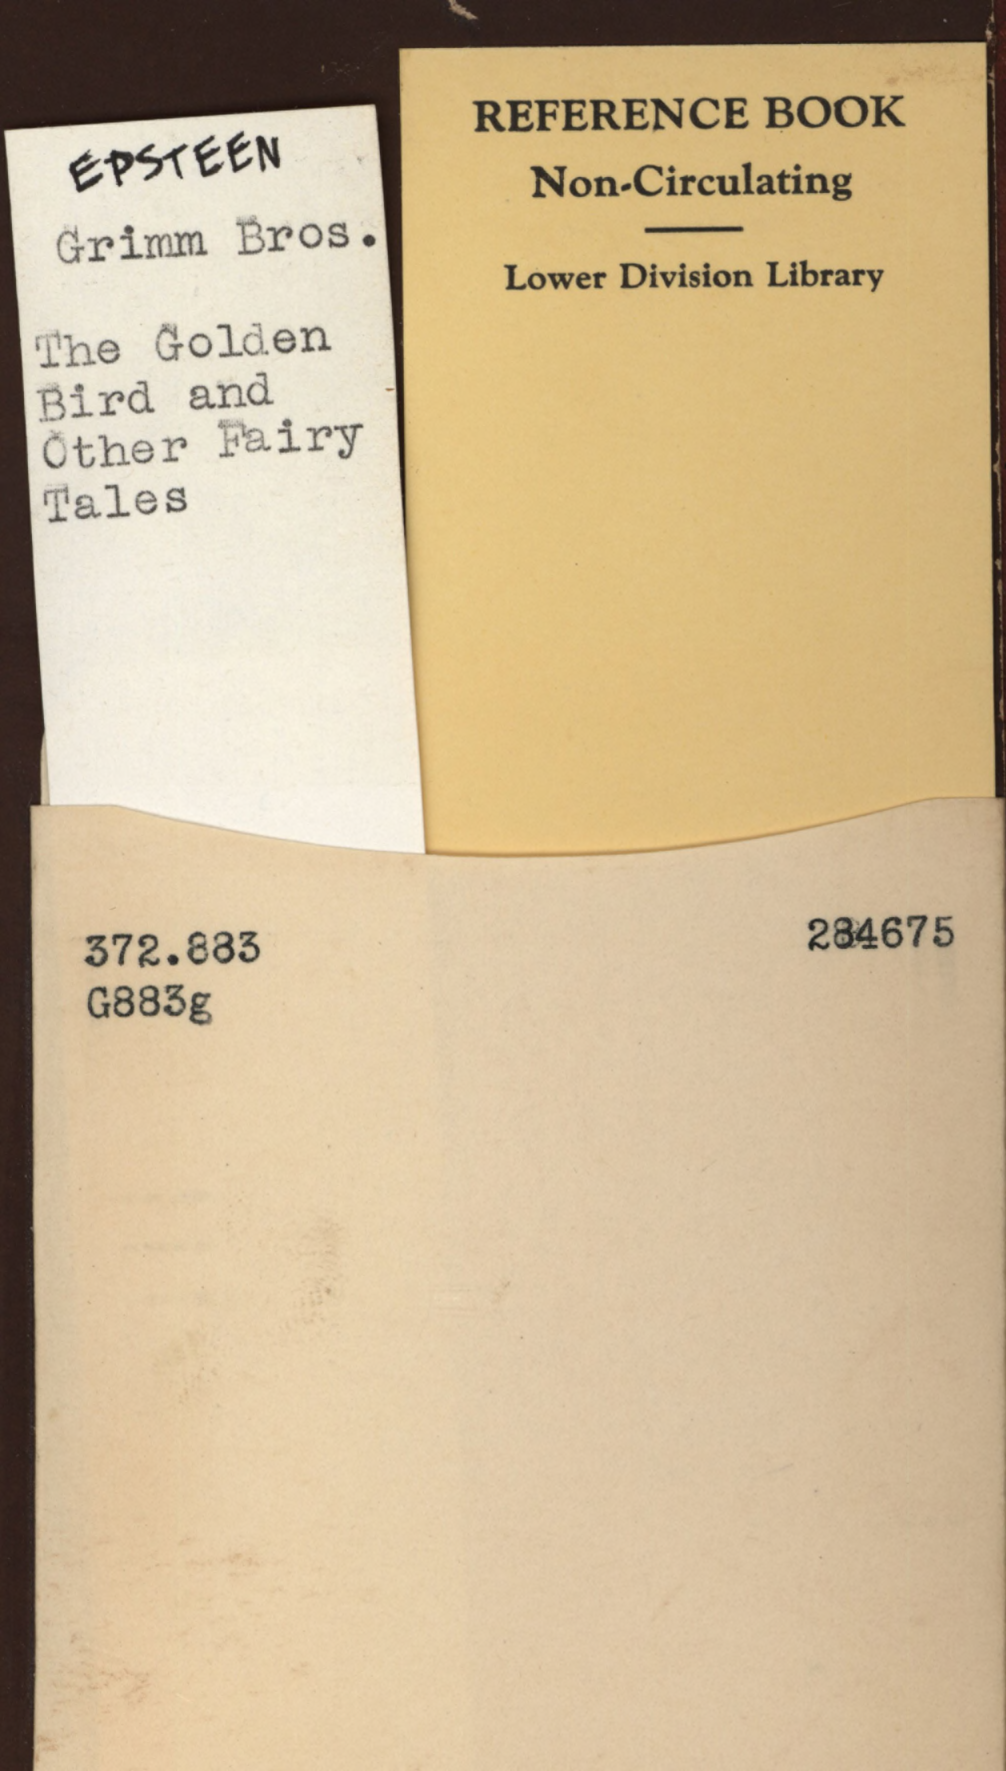 EPSTEEN
Grimm Bros.
The Golden
Bird and
Other Fairy
Tales
REFERENCE BOOK
Non-Circulating
Lower Division Library
372.883
G883g
284675